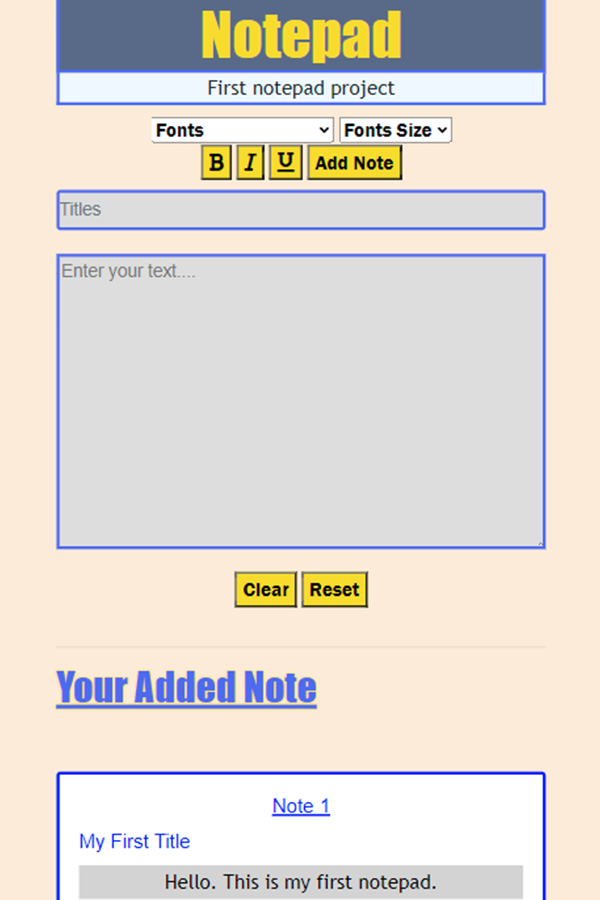 Notepad
First notepad project
Fonts Fonts Size
B I U Add Note
Titles
Enter your text....
Clear Reset
Your Added Note
Note 1
My First Title
Hello. This is my first notepad.